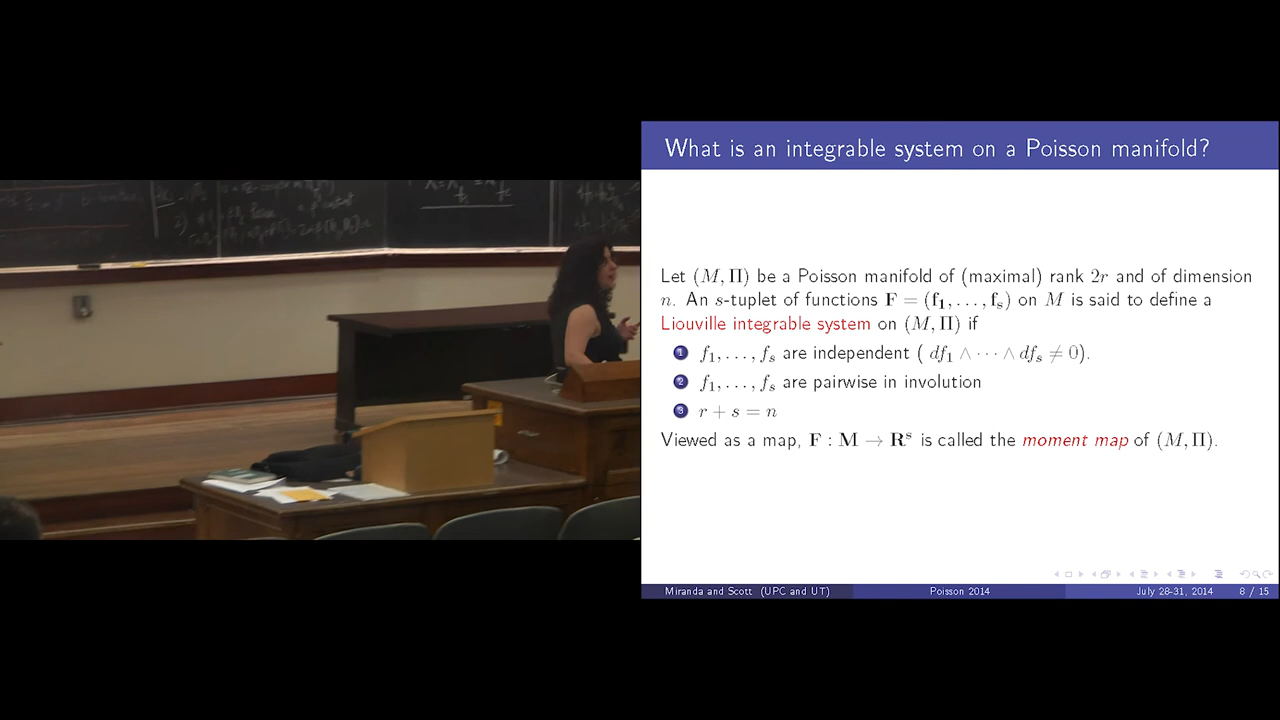 What is an integrable system on a Poisson manifold?
Let (M, Π) be a Poisson manifold of (maximal) rank 2r and of dimension
n. An s-tuplet of functions F = (f₁, . . . , fₛ) on M is said to define a
Liouville integrable system on (M, Π) if
1 f₁, . . . , fₛ are independent ( df₁ ∧ · · · ∧ dfₛ ≠ 0).
2 f₁, . . . , fₛ are pairwise in involution
3 r + s = n
Viewed as a map, F : M → Rˢ is called the moment map of (M, Π).
Miranda and Scott (UPC and UT) Poisson 2014 July 28-31, 2014 8 / 15